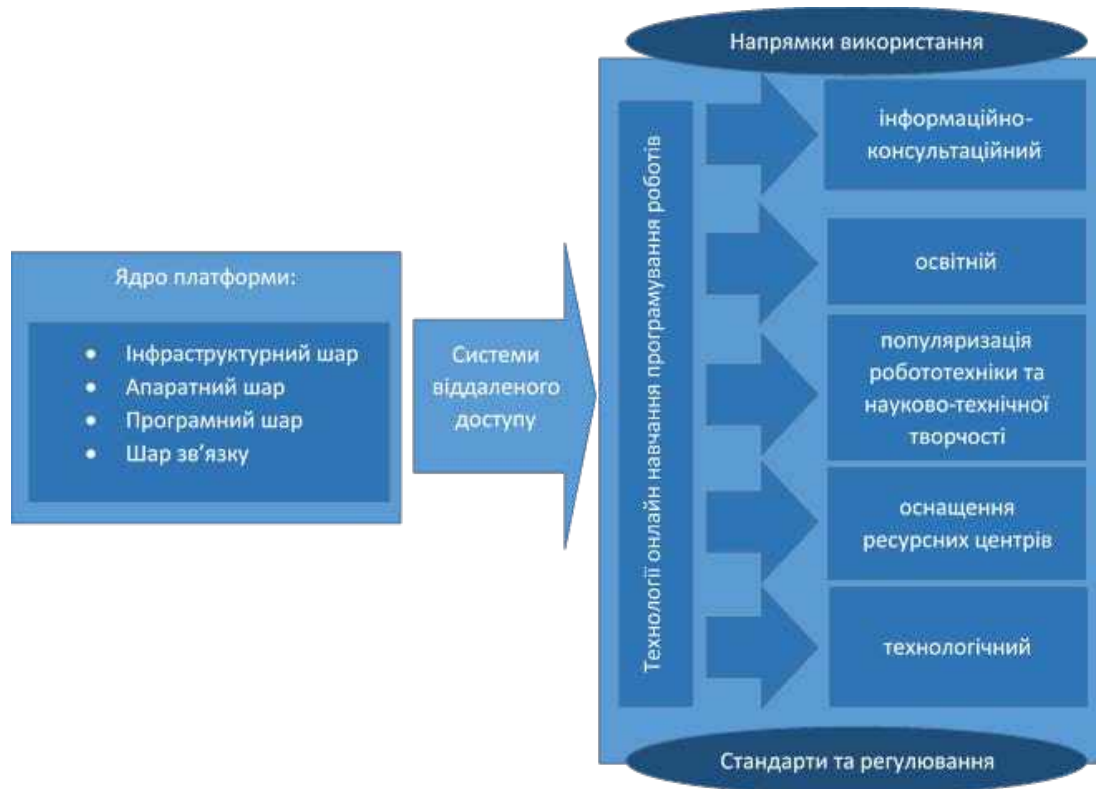 Ядро платформи:
• Інфраструктурний шар
• Апаратний шар
• Програмний шар
• Шар зв’язку
Системи
віддаленого
доступу
Напрямки використання
Технології онлайн навчання програмування роботів
інформаційно-
консультаційний
освітній
популяризація
робототехніки та
науково-технічної
творчості
оснащення
ресурсних центрів
технологічний
Стандарти та регулювання